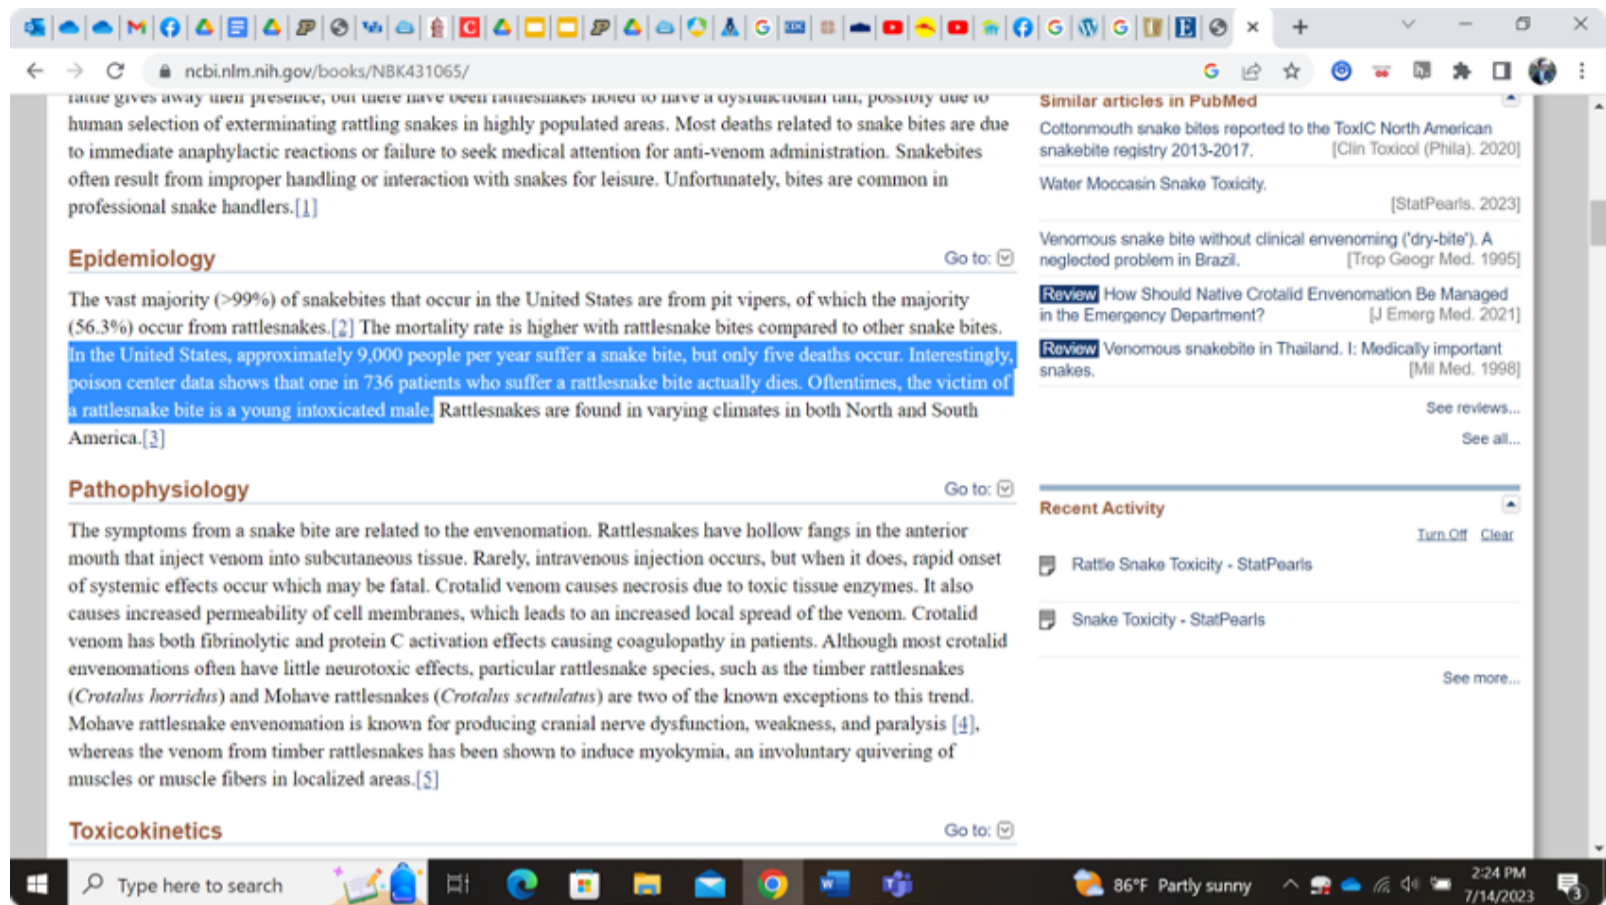 ncbi.nlm.nih.gov/books/NBK431065/
rattle gives away their presence, but there have been rattlesnakes noted to have a dysfunctional tail, possibly due to
human selection of exterminating rattling snakes in highly populated areas. Most deaths related to snake bites are due
to immediate anaphylactic reactions or failure to seek medical attention for anti-venom administration. Snakebites
often result from improper handling or interaction with snakes for leisure. Unfortunately, bites are common in
professional snake handlers.[1]
Epidemiology
Go to:
The vast majority (>99%) of snakebites that occur in the United States are from pit vipers, of which the majority
(56.3%) occur from rattlesnakes.[2] The mortality rate is higher with rattlesnake bites compared to other snake bites.
In the United States, approximately 9,000 people per year suffer a snake bite, but only five deaths occur. Interestingly,
poison center data shows that one in 736 patients who suffer a rattlesnake bite actually dies. Oftentimes, the victim of
a rattlesnake bite is a young intoxicated male. Rattlesnakes are found in varying climates in both North and South
America.[3]
Pathophysiology
Go to:
The symptoms from a snake bite are related to the envenomation. Rattlesnakes have hollow fangs in the anterior
mouth that inject venom into subcutaneous tissue. Rarely, intravenous injection occurs, but when it does, rapid onset
of systemic effects occur which may be fatal. Crotalid venom causes necrosis due to toxic tissue enzymes. It also
causes increased permeability of cell membranes, which leads to an increased local spread of the venom. Crotalid
venom has both fibrinolytic and protein C activation effects causing coagulopathy in patients. Although most crotalid
envenomations often have little neurotoxic effects, particular rattlesnake species, such as the timber rattlesnakes
(Crotalus horridus) and Mohave rattlesnakes (Crotalus scutulatus) are two of the known exceptions to this trend.
Mohave rattlesnake envenomation is known for producing cranial nerve dysfunction, weakness, and paralysis [4],
whereas the venom from timber rattlesnakes has been shown to induce myokymia, an involuntary quivering of
muscles or muscle fibers in localized areas.[5]
Toxicokinetics
Go to:
Similar articles in PubMed
Cottonmouth snake bites reported to the ToxIC North American
snakebite registry 2013-2017. [Clin Toxicol (Phila). 2020]
Water Moccasin Snake Toxicity.
[StatPearls. 2023]
Venomous snake bite without clinical envenoming ('dry-bite'). A
neglected problem in Brazil. [Trop Geogr Med. 1995]
Review How Should Native Crotalid Envenomation Be Managed
in the Emergency Department? [J Emerg Med. 2021]
Review Venomous snakebite in Thailand. I: Medically important
snakes. [Mil Med. 1998]
See reviews...
See all...
Recent Activity
Turn Off Clear
Rattle Snake Toxicity - StatPearls
Snake Toxicity - StatPearls
See more...
Type here to search
86°F Partly sunny
2:24 PM
7/14/2023
3